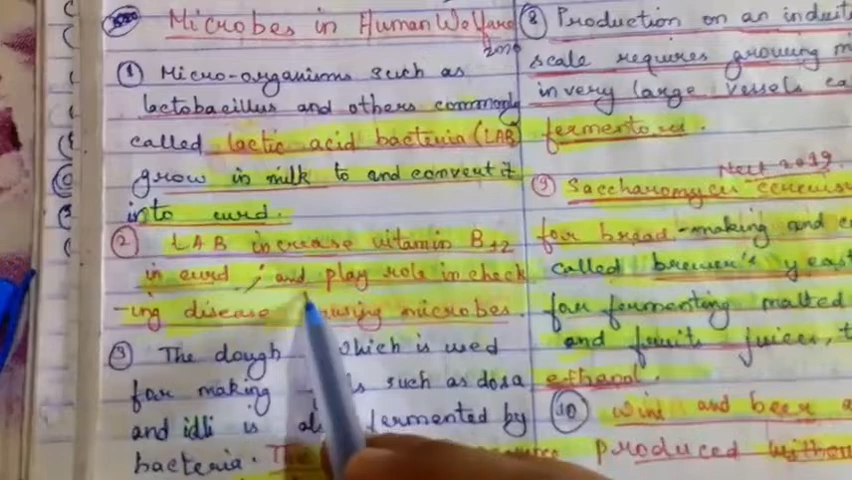 Microbes in Human Welfare
2020
① Micro-organisms such as
lactobacillus and others commonly
called lactic acid bacteria (LAB)
grow in milk to and convert it
into curd.
② LAB increase vitamin B12
in curd ; and play role in check
-ing disease causing microbes.
③ The dough which is used
for making such as dosa
and idli is fermented by
bacteria. The
⑧ Production on an
scale requires growing
in very large vessels
fermentors.
Neet 2019
⑨ Saccharomyces
for bread-making and
called brewer's
for fermenting malted
and fruit juices,
ethanol.
⑩ Wine and beer
produced